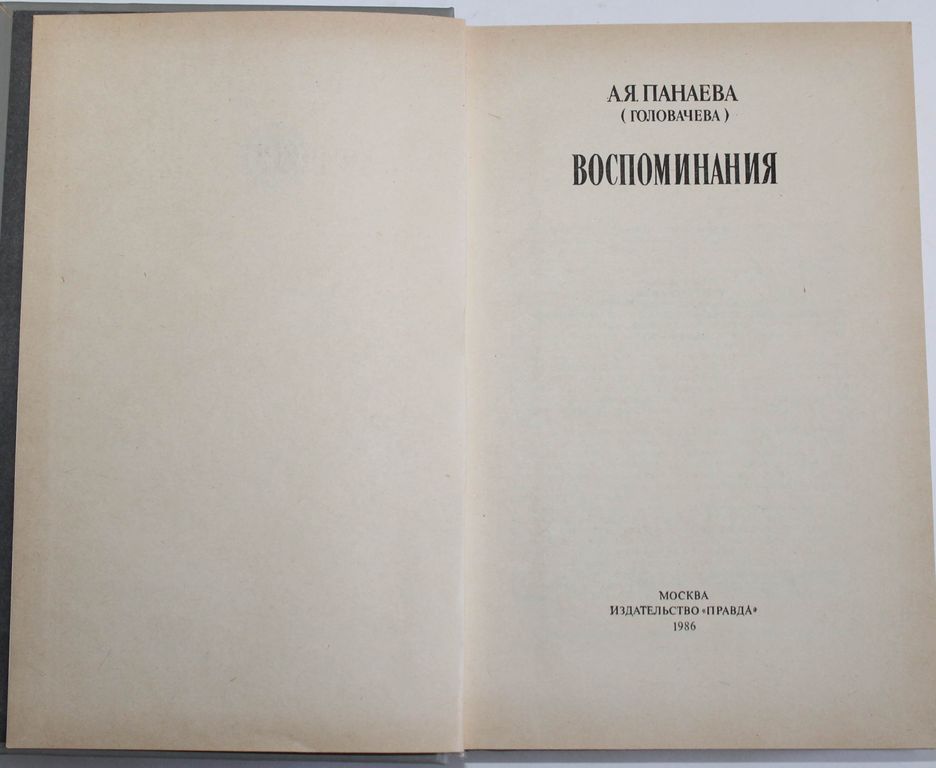 А.Я. ПАНАЕВА
(ГОЛОВАЧЕВА)
ВОСПОМИНАНИЯ
МОСКВА
ИЗДАТЕЛЬСТВО «ПРАВДА»
1986